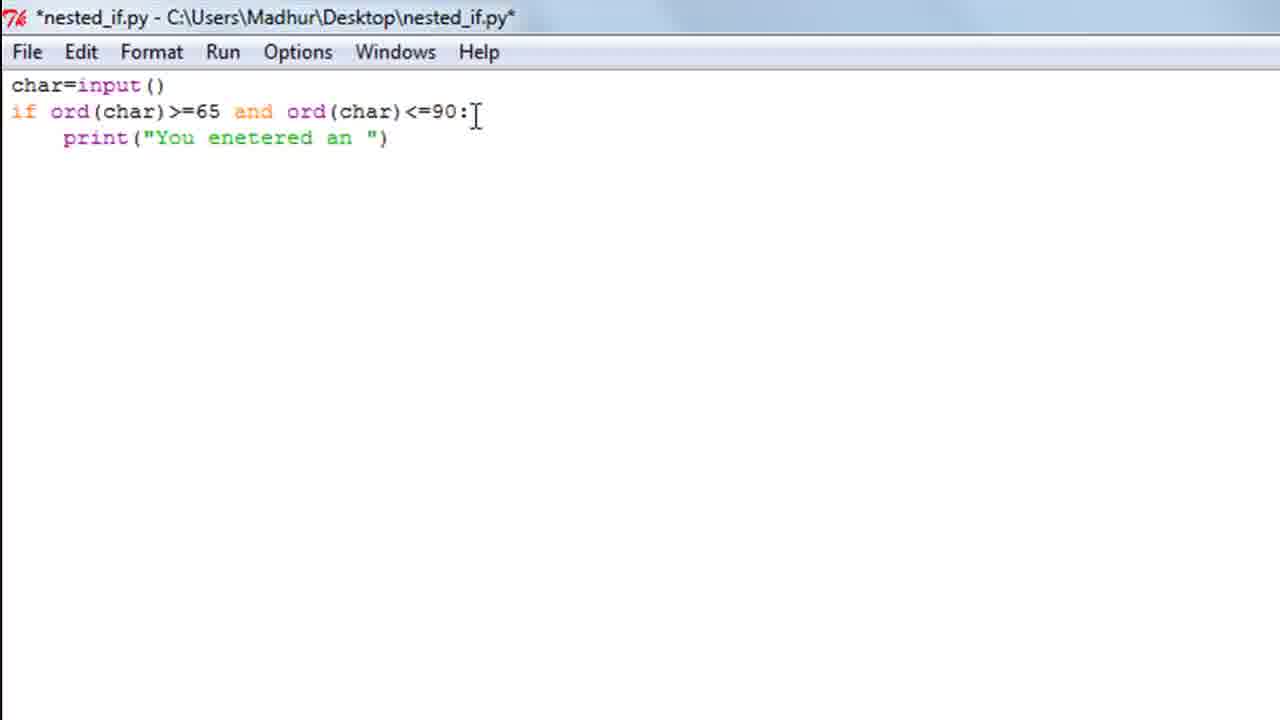 *nested_if.py - C:\Users\Madhur\Desktop\nested_if.py*
File Edit Format Run Options Windows Help
char=input()
if ord(char)>=65 and ord(char)<=90:
    print("You enetered an ")